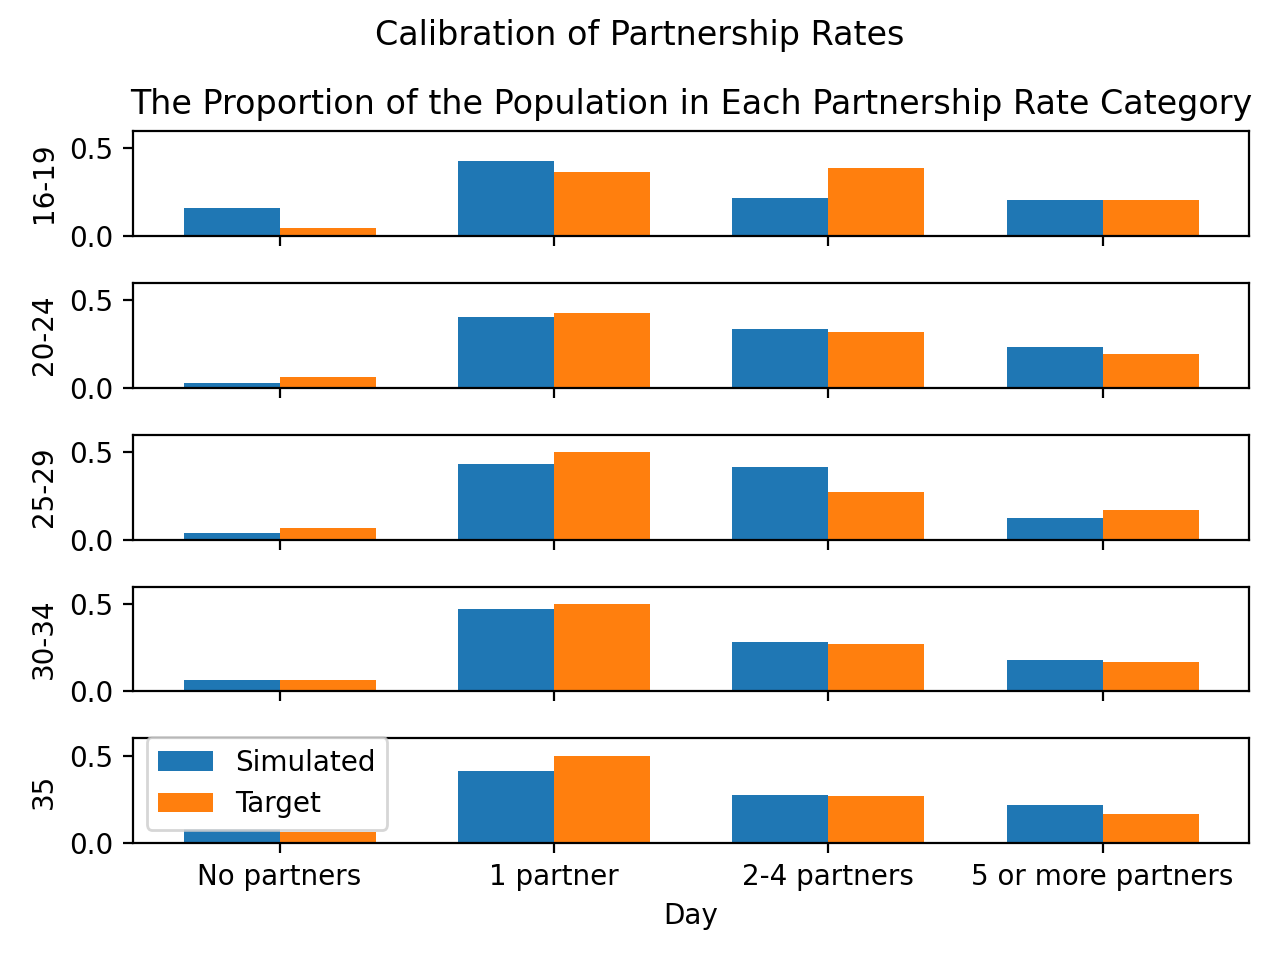 Calibration of Partnership Rates
The Proportion of the Population in Each Partnership Rate Category
0.5
16-19
0.0
0.5
20-24
0.0
0.5
25-29
0.0
0.5
30-34
0.0
0.5
35
0.0
Simulated
Target
No partners 1 partner 2-4 partners 5 or more partners
Day